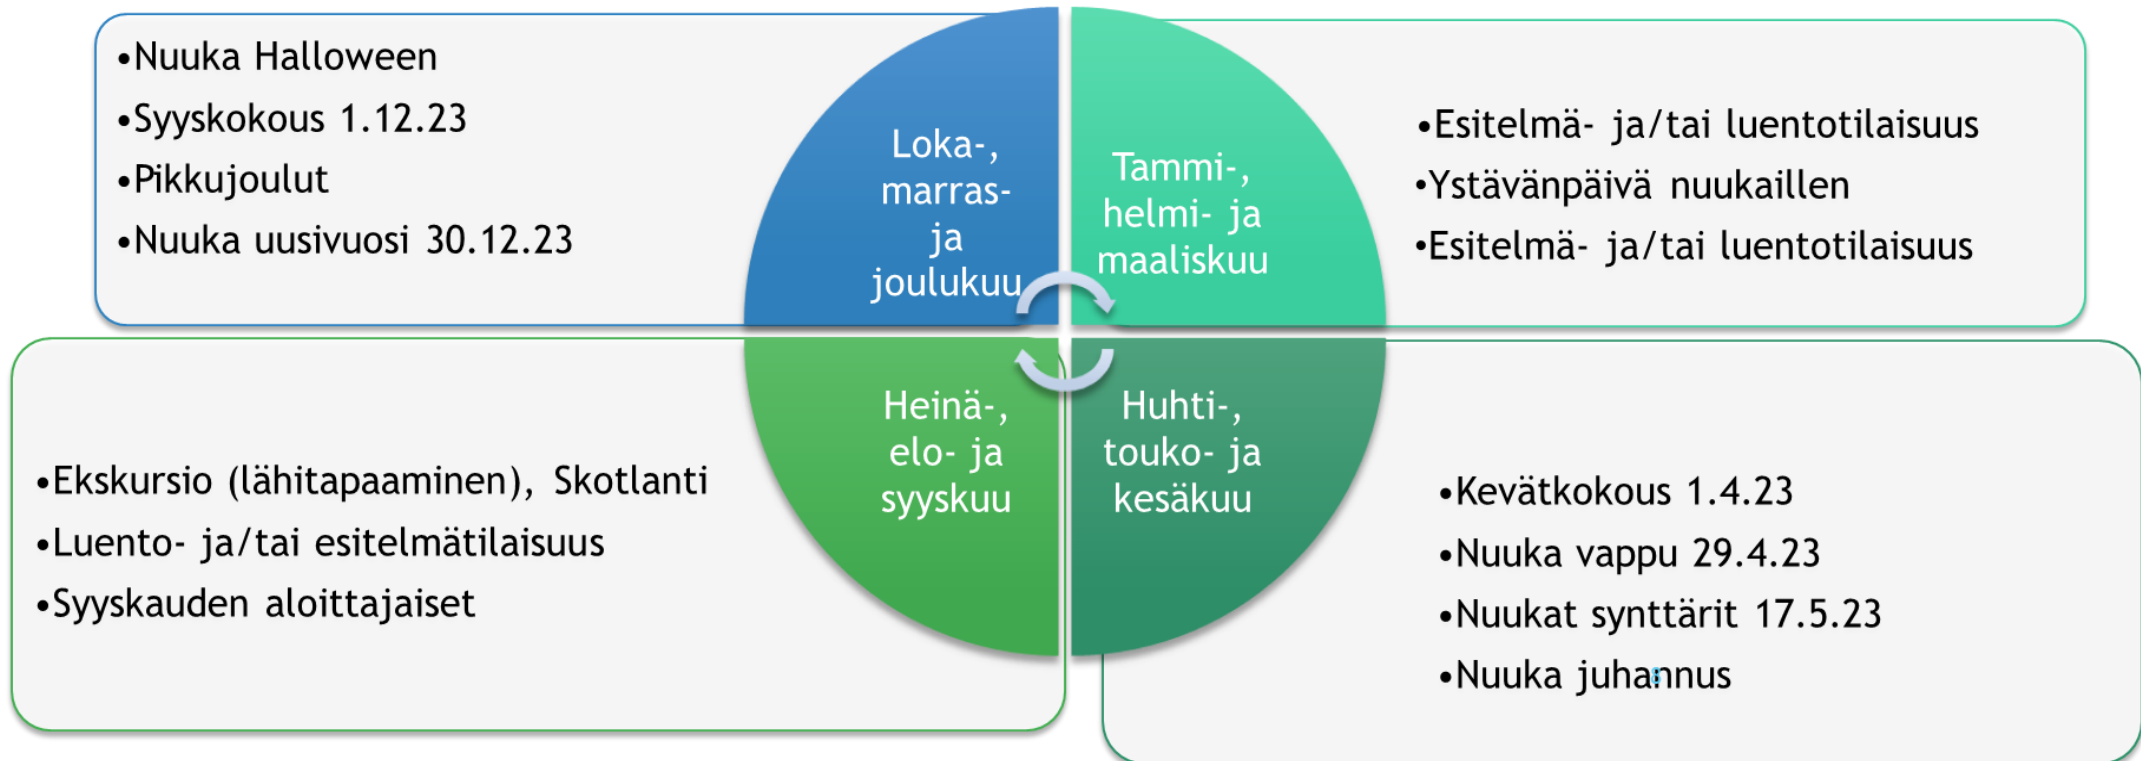 •Nuuka Halloween
•Syyskokous 1.12.23
•Pikkujoulut
•Nuuka uusivuosi 30.12.23
Loka-,
marras-
ja
joulukuu
Tammi-,
helmi- ja
maaliskuu
•Esitelmä- ja/tai luentotilaisuus
•Ystävänpäivä nuukaillen
•Esitelmä- ja/tai luentotilaisuus
•Ekskursio (lähitapaaminen), Skotlanti
•Luento- ja/tai esitelmätilaisuus
•Syyskauden aloittajaiset
Heinä-,
elo- ja
syyskuu
Huhti-,
touko- ja
kesäkuu
•Kevätkokous 1.4.23
•Nuuka vappu 29.4.23
•Nuukat synttärit 17.5.23
•Nuuka juhannus
8